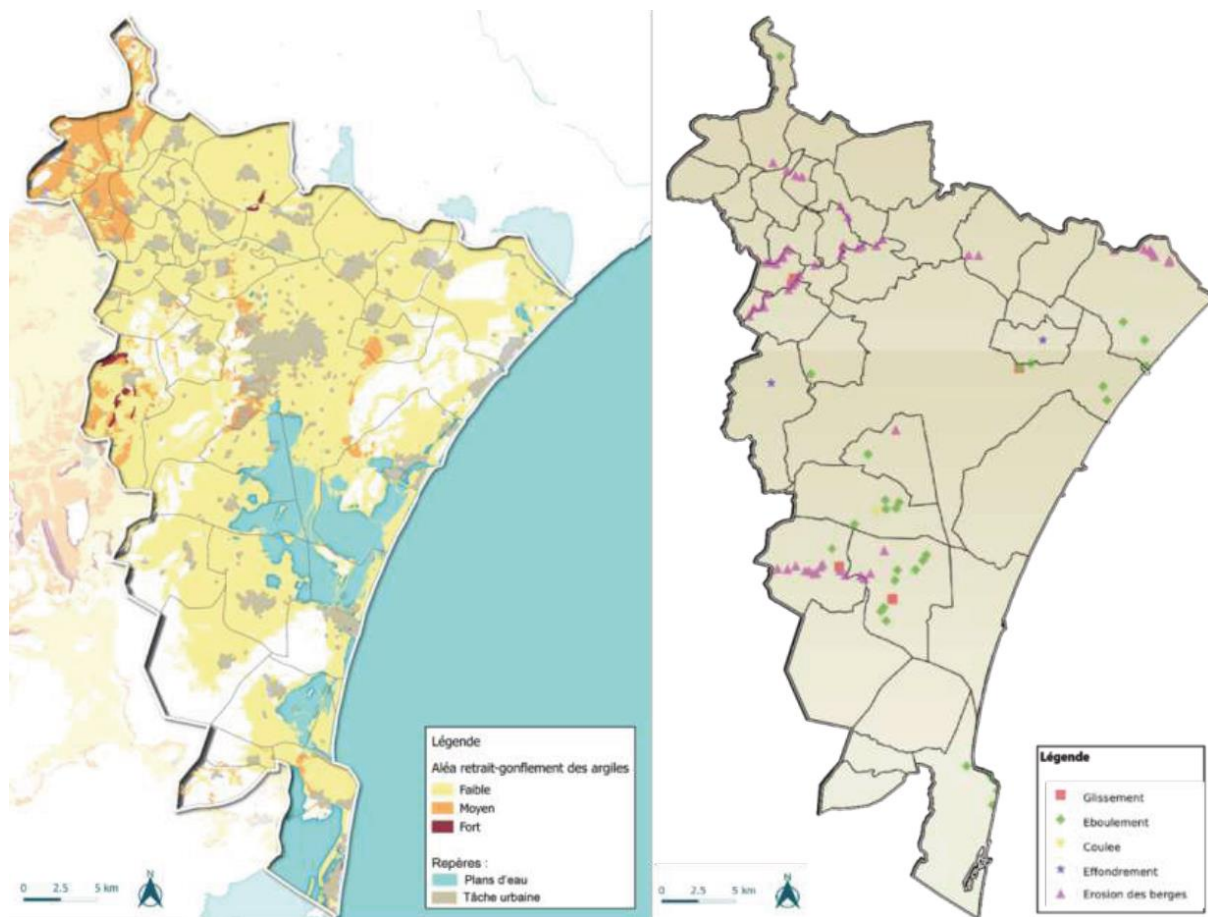 Légende
Aléa retrait-gonflement des argiles
Faible
Moyen
Fort
Repères :
Plans d'eau
Tâche urbaine
0 2.5 5 km
N
Légende
Glissement
Eboulement
Coulee
Effondrement
Erosion des berges
0 2.5 5 km
N